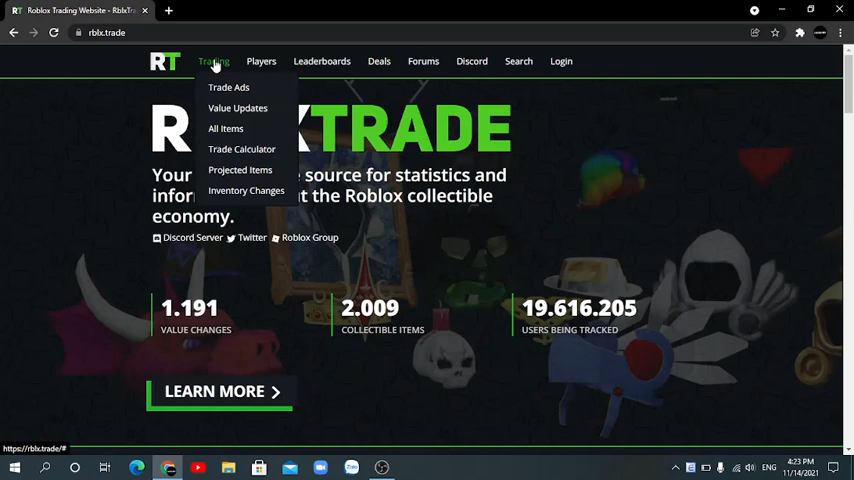 RT Roblox Trading Website - RblxTra
rblx.trade
RT Trading Players Leaderboards Deals Forums Discord Search Login
Trade Ads
Value Updates
All Items
Trade Calculator
Projected Items
Inventory Changes
TRADE
Your source for statistics and
infor t the Roblox collectible
economy.
Discord Server Twitter Roblox Group
1.191 2.009 19.616.205
VALUE CHANGES COLLECTIBLE ITEMS USERS BEING TRACKED
LEARN MORE >
https://rblx.trade/#
Zalo ENG 4:23 PM
11/14/2021